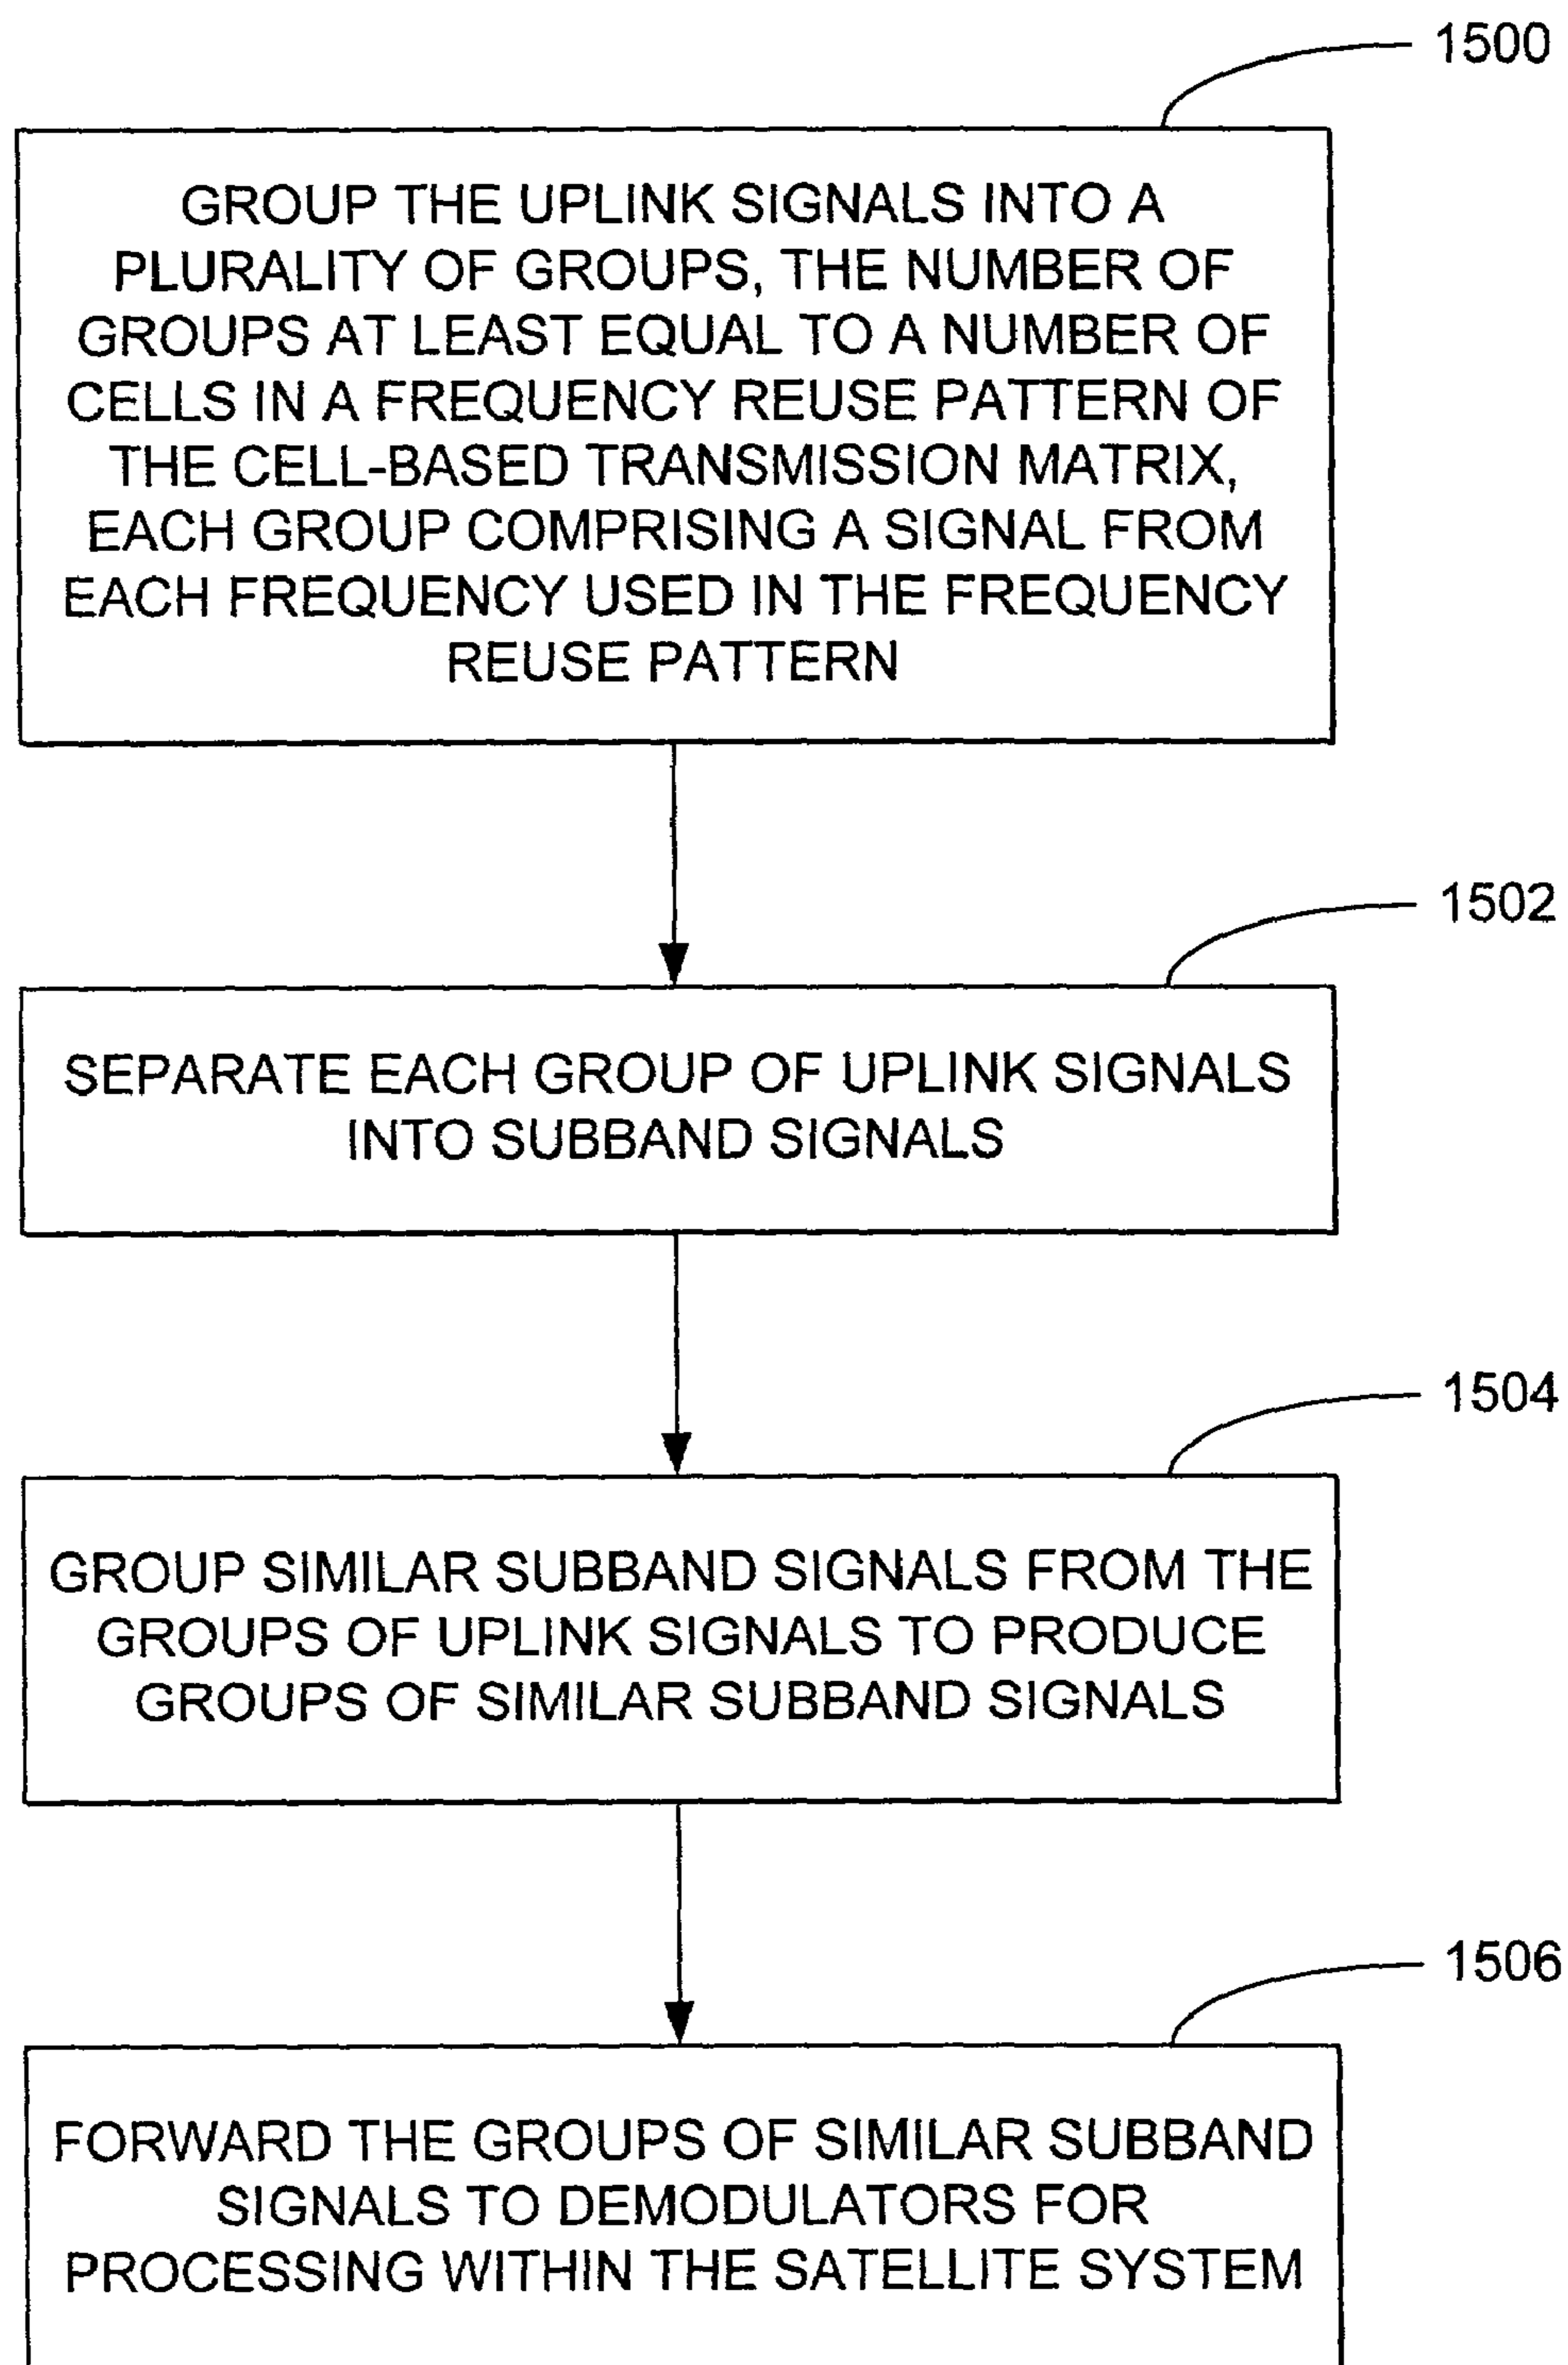 1500
GROUP THE UPLINK SIGNALS INTO A
PLURALITY OF GROUPS, THE NUMBER OF
GROUPS AT LEAST EQUAL TO A NUMBER OF
CELLS IN A FREQUENCY REUSE PATTERN OF
THE CELL-BASED TRANSMISSION MATRIX,
EACH GROUP COMPRISING A SIGNAL FROM
EACH FREQUENCY USED IN THE FREQUENCY
REUSE PATTERN
1502
SEPARATE EACH GROUP OF UPLINK SIGNALS
INTO SUBBAND SIGNALS
1504
GROUP SIMILAR SUBBAND SIGNALS FROM THE
GROUPS OF UPLINK SIGNALS TO PRODUCE
GROUPS OF SIMILAR SUBBAND SIGNALS
1506
FORWARD THE GROUPS OF SIMILAR SUBBAND
SIGNALS TO DEMODULATORS FOR
PROCESSING WITHIN THE SATELLITE SYSTEM